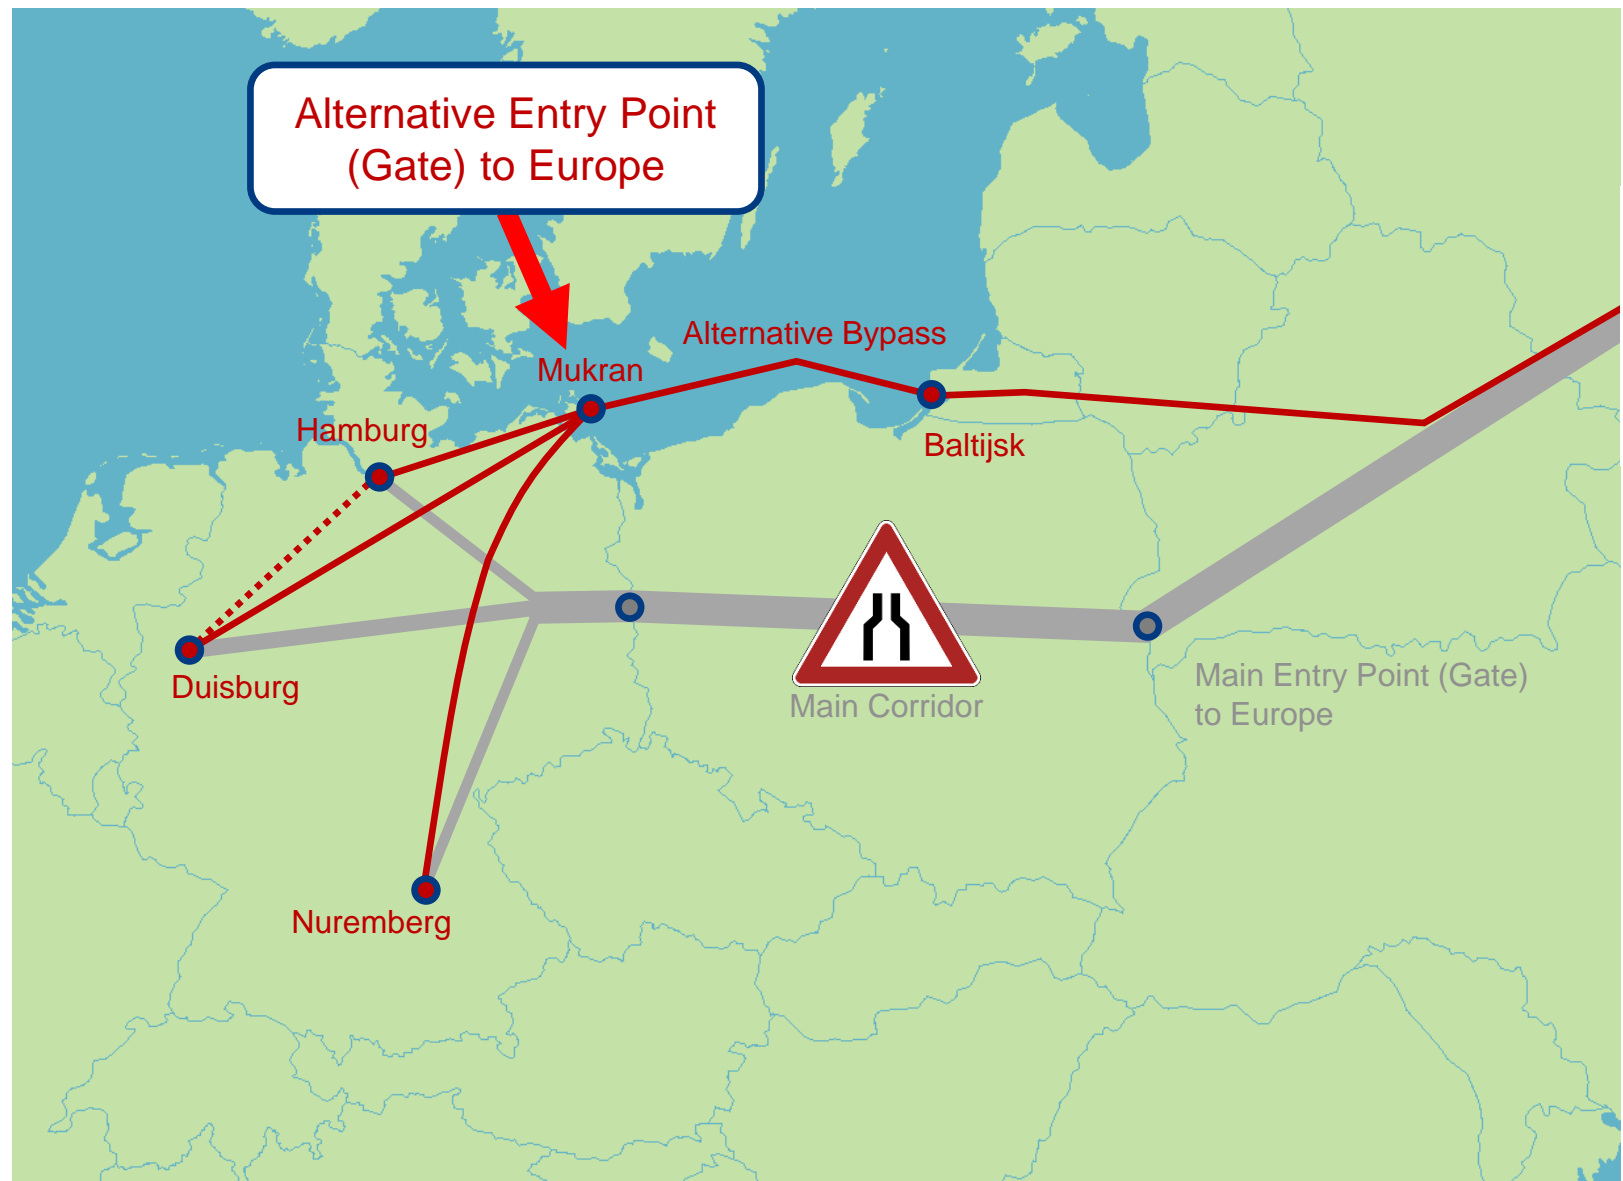 Alternative Entry Point
(Gate) to Europe
Alternative Bypass
Mukran
Hamburg
Baltijsk
Duisburg
Main Entry Point (Gate)
to Europe
Main Corridor
Nuremberg